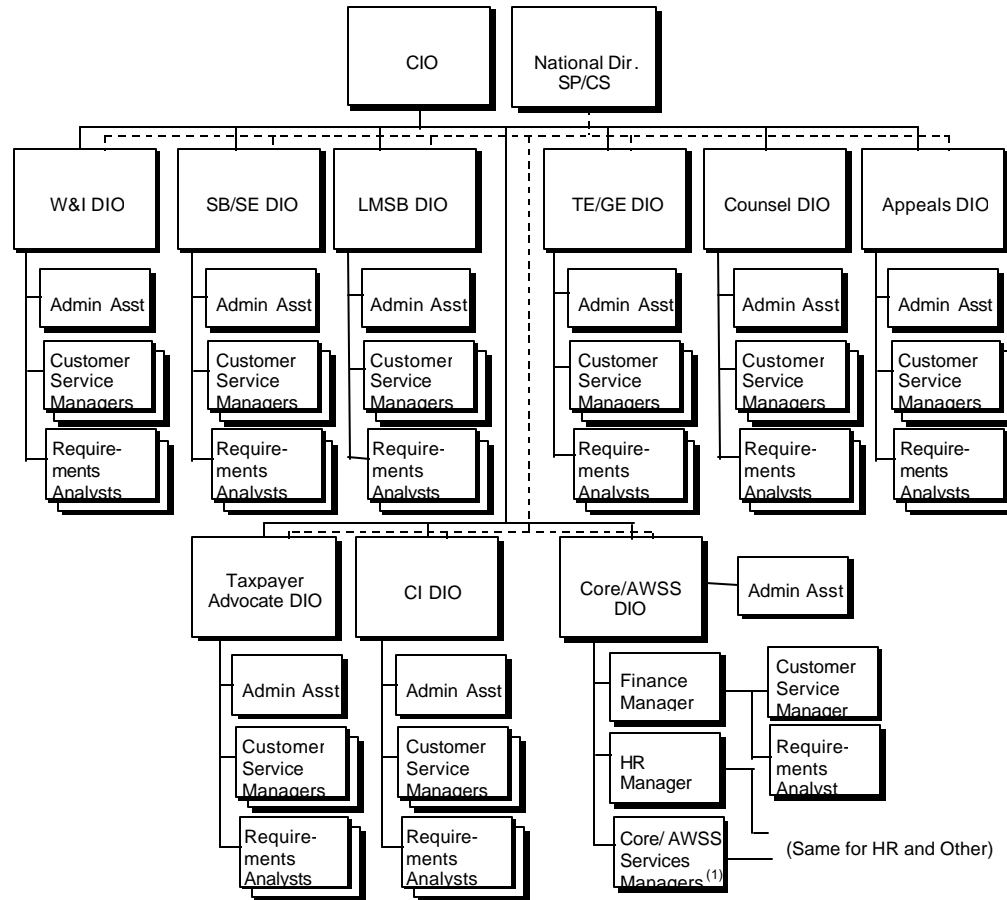 CIO
National Dir.
SP/CS
W&I DIO
SB/SE DIO
LMSB DIO
TE/GE DIO
Counsel DIO
Appeals DIO
Admin Asst
Admin Asst
Admin Asst
Admin Asst
Admin Asst
Admin Asst
Customer
Service
Managers
Customer
Service
Managers
Customer
Service
Managers
Customer
Service
Managers
Customer
Service
Managers
Customer
Service
Managers
Require-
ments
Analysts
Require-
ments
Analysts
Require-
ments
Analysts
Require-
ments
Analysts
Require-
ments
Analysts
Require-
ments
Analysts
Taxpayer
Advocate DIO
CI DIO
Core/AWSS
DIO
Admin Asst
Admin Asst
Admin Asst
Finance
Manager
Customer
Service
Manager
Customer
Service
Managers
Customer
Service
Managers
HR
Manager
Require-
ments
Analyst
Require-
ments
Analysts
Require-
ments
Analysts
Core/ AWSS
Services
Managers (1)
(Same for HR and Other)